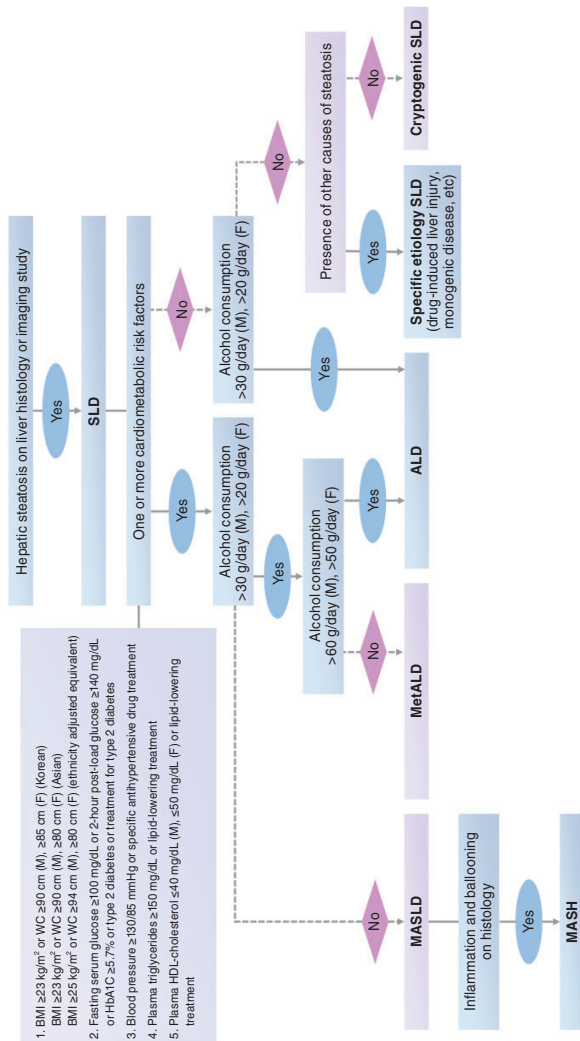 Hepatic steatosis on liver histology or imaging study
Yes
SLD
1. BMI ≥23 kg/m² or WC ≥90 cm (M), ≥85 cm (F) (Korean)
BMI ≥23 kg/m² or WC ≥90 cm (M), ≥80 cm (F) (Asian)
BMI ≥25 kg/m² or WC ≥94 cm (M), ≥80 cm (F) (ethnicity adjusted equivalent)
2. Fasting serum glucose ≥100 mg/dL or 2-hour post-load glucose ≥140 mg/dL
or HbA1C ≥5.7% or type 2 diabetes or treatment for type 2 diabetes
3. Blood pressure ≥130/85 mmHg or specific antihypertensive drug treatment
4. Plasma triglycerides ≥150 mg/dL or lipid-lowering treatment
5. Plasma HDL-cholesterol ≤40 mg/dL (M), ≤50 mg/dL (F) or lipid-lowering
treatment
One or more cardiometabolic risk factors
Yes
No
Alcohol consumption
>30 g/day (M), >20 g/day (F)
Alcohol consumption
>30 g/day (M), >20 g/day (F)
Yes
Yes
No
Alcohol consumption
>60 g/day (M), >50 g/day (F)
Presence of other causes of steatosis
No
No
Yes
Yes
No
MASLD
MetALD
ALD
Specific etiology SLD
(drug-induced liver injury,
monogenic disease, etc)
Cryptogenic SLD
Inflammation and ballooning
on histology
Yes
MASH